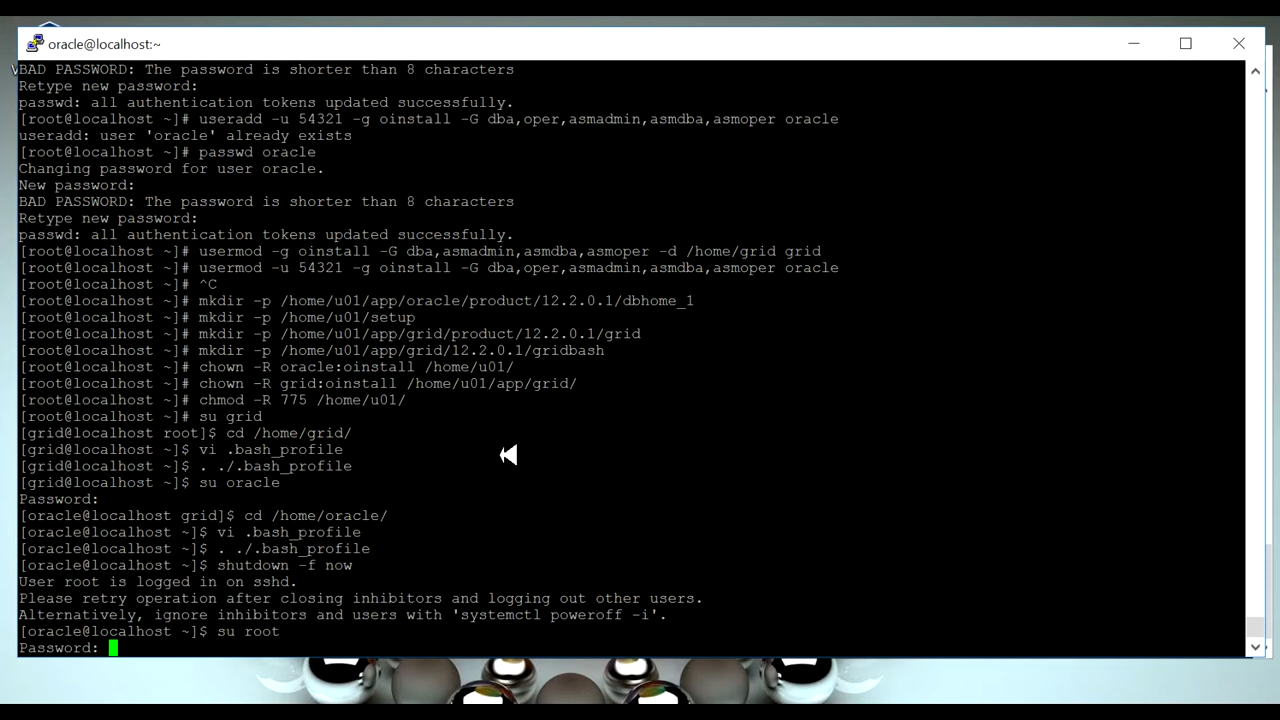 oracle@localhost:~
BAD PASSWORD: The password is shorter than 8 characters
Retype new password:
passwd: all authentication tokens updated successfully.
[root@localhost ~]# useradd -u 54321 -g oinstall -G dba,oper,asmadmin,asmdba,asmoper oracle
useradd: user 'oracle' already exists
[root@localhost ~]# passwd oracle
Changing password for user oracle.
New password:
BAD PASSWORD: The password is shorter than 8 characters
Retype new password:
passwd: all authentication tokens updated successfully.
[root@localhost ~]# usermod -g oinstall -G dba,asmadmin,asmdba,asmoper -d /home/grid grid
[root@localhost ~]# usermod -u 54321 -g oinstall -G dba,oper,asmadmin,asmdba,asmoper oracle
[root@localhost ~]# ^C
[root@localhost ~]# mkdir -p /home/u01/app/oracle/product/12.2.0.1/dbhome_1
[root@localhost ~]# mkdir -p /home/u01/setup
[root@localhost ~]# mkdir -p /home/u01/app/grid/product/12.2.0.1/grid
[root@localhost ~]# mkdir -p /home/u01/app/grid/12.2.0.1/gridbash
[root@localhost ~]# chown -R oracle:oinstall /home/u01/
[root@localhost ~]# chown -R grid:oinstall /home/u01/app/grid/
[root@localhost ~]# chmod -R 775 /home/u01/
[root@localhost ~]# su grid
[grid@localhost root]$ cd /home/grid/
[grid@localhost ~]$ vi .bash_profile
[grid@localhost ~]$ . ./.bash_profile
[grid@localhost ~]$ su oracle
Password:
[oracle@localhost grid]$ cd /home/oracle/
[oracle@localhost ~]$ vi .bash_profile
[oracle@localhost ~]$ . ./.bash_profile
[oracle@localhost ~]$ shutdown -f now
User root is logged in on sshd.
Please retry operation after closing inhibitors and logging out other users.
Alternatively, ignore inhibitors and users with 'systemctl poweroff -i'.
[oracle@localhost ~]$ su root
Password: